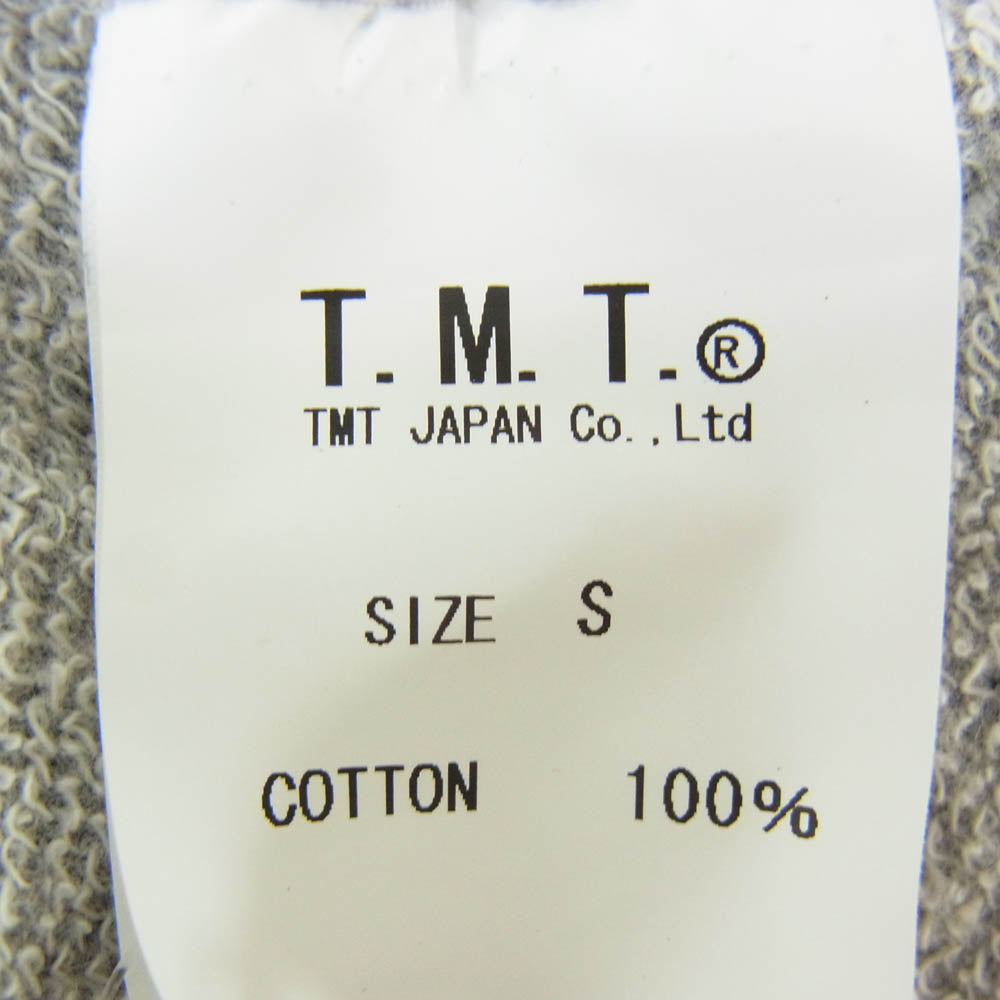 T. M. T.®
TMT JAPAN Co.,Ltd
SIZE S
COTTON 100%